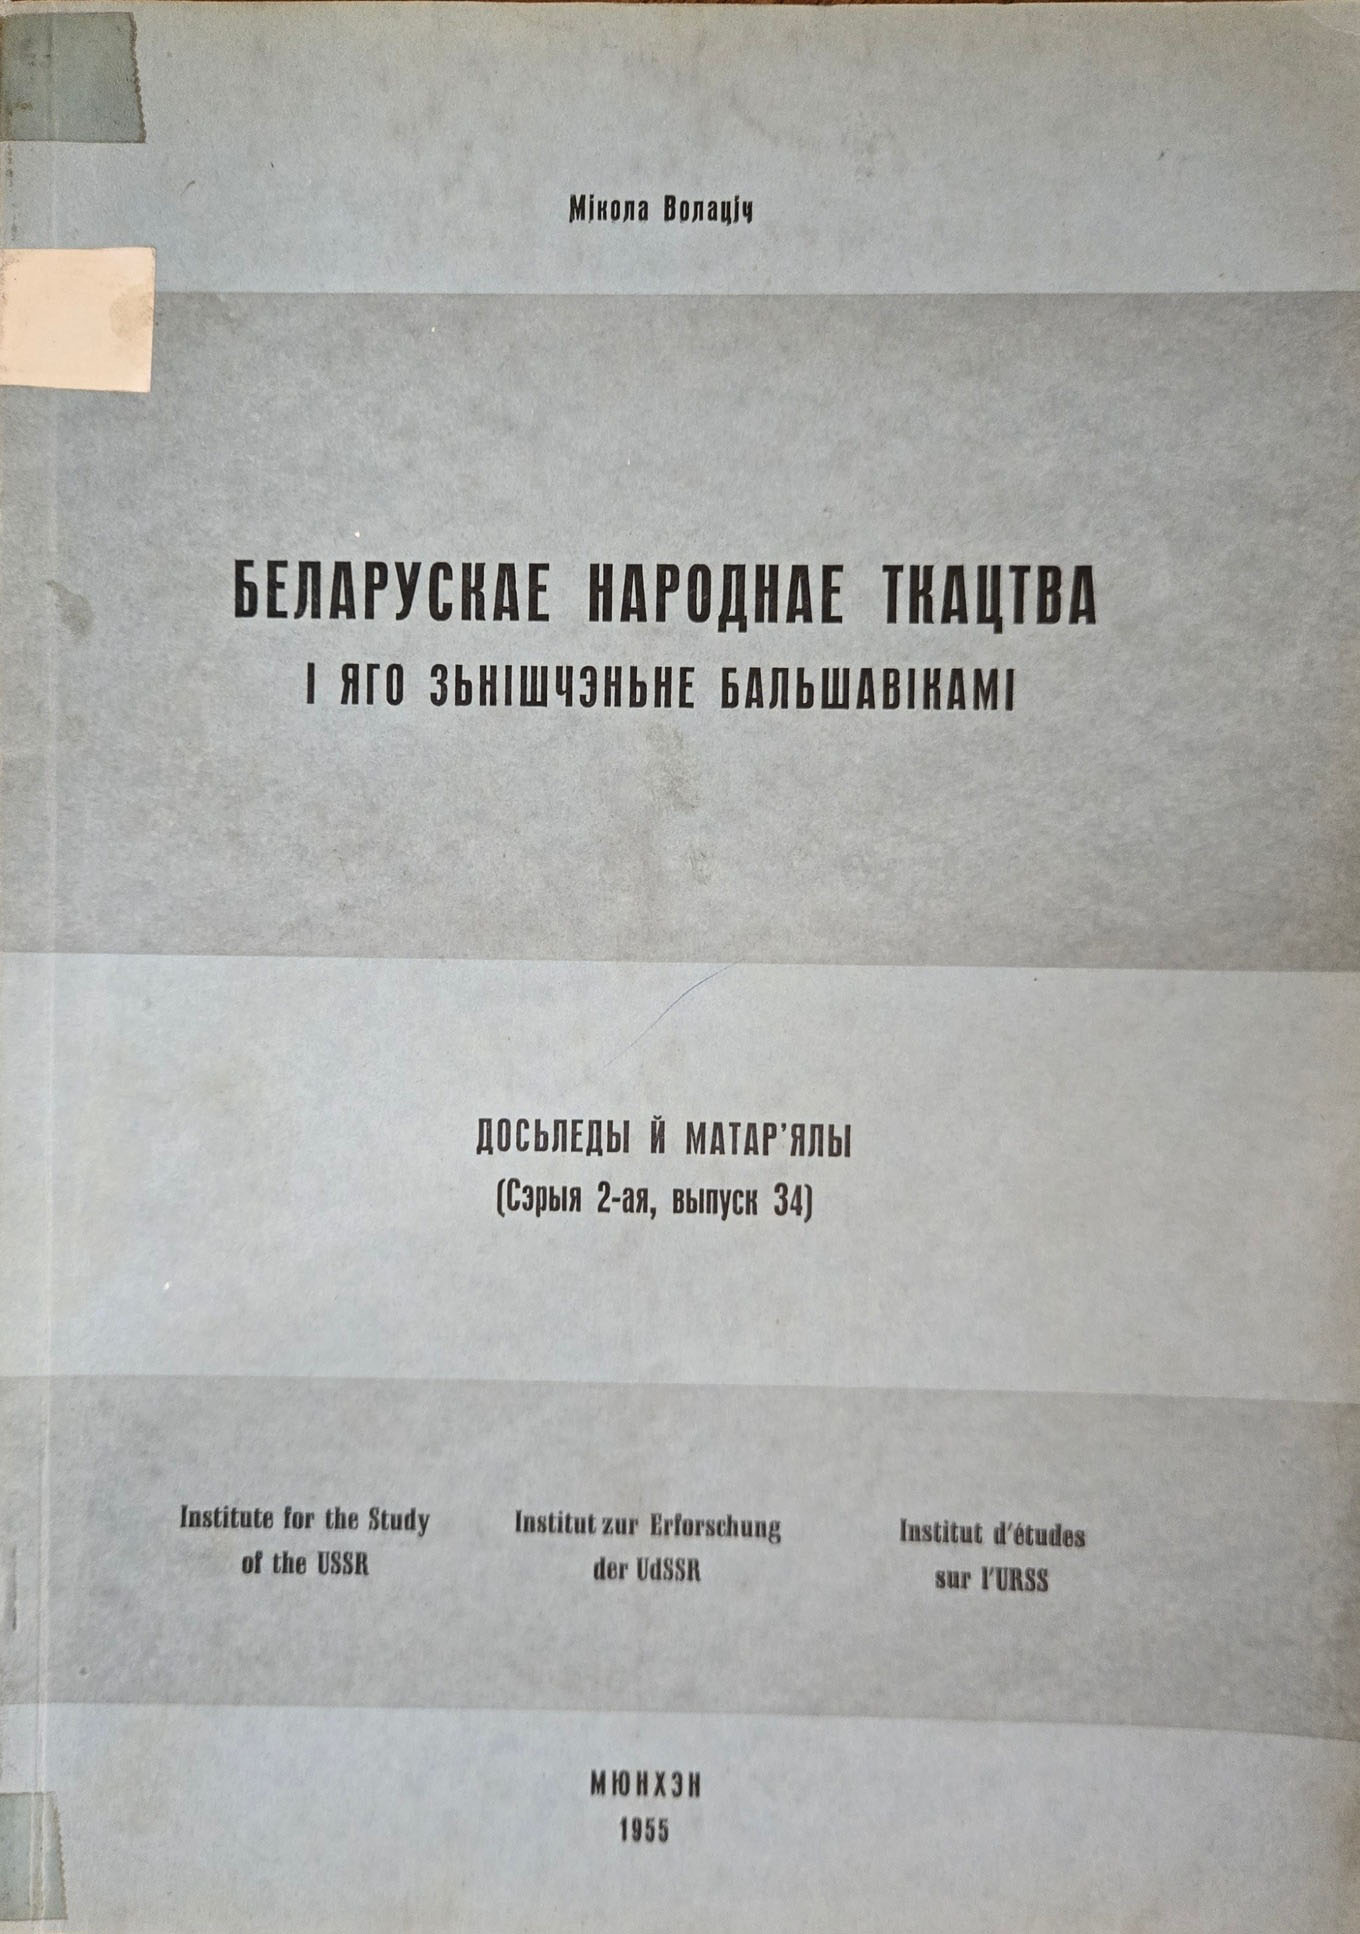 Мікола Волаціч
БЕЛАРУСКАЕ НАРОДНАЕ ТКАЦТВА
І ЯГО ЗЬНІШЧЭНЬНЕ БАЛЬШАВІКАМІ
ДОСЬЛЕДЫ Й МАТАР’ЯЛЫ
(Сэрыя 2-ая, выпуск 34)
Institute for the Study
of the USSR
Institut zur Erforschung
der UdSSR
Institut d'études
sur l'URSS
МЮНХЭН
1955